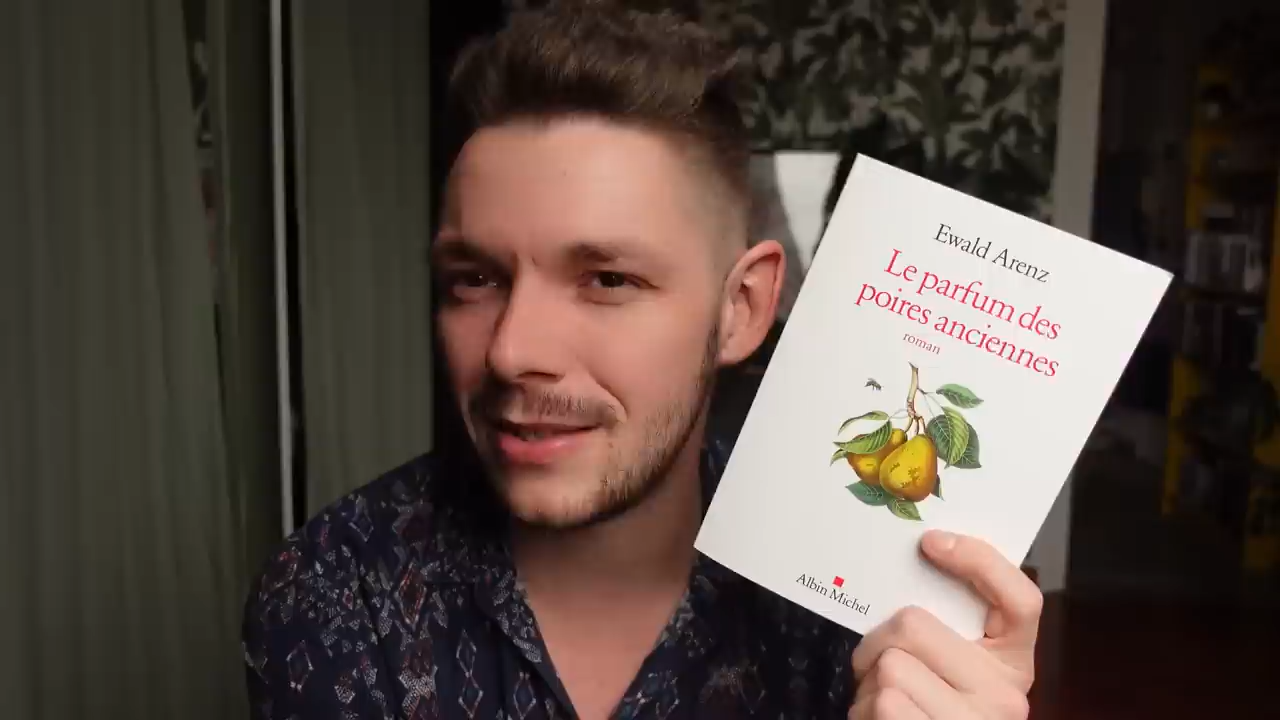 Ewald Arenz
Le parfum des
poires anciennes
roman
Albin Michel